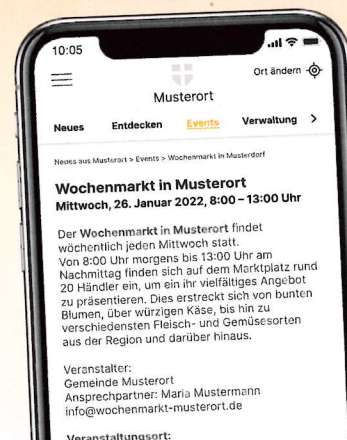 10:05
Ort ändern
Musterort
Neues Entdecken Events Verwaltung >
Neues aus Musterort > Events > Wochenmarkt in Musterdorf
Wochenmarkt in Musterort
Mittwoch, 26. Januar 2022, 8:00 – 13:00 Uhr
Der Wochenmarkt in Musterort findet
wöchentlich jeden Mittwoch statt.
Von 8:00 Uhr morgens bis 13:00 Uhr am
Nachmittag finden sich auf dem Marktplatz rund
20 Händler ein, um ein ihr vielfältiges Angebot
zu präsentieren. Dies erstreckt sich von bunten
Blumen, über würzigen Käse, bis hin zu
verschiedensten Fleisch- und Gemüsesorten
aus der Region und darüber hinaus.
Veranstalter:
Gemeinde Musterort
Ansprechpartner: Maria Mustermann
info@wochenmarkt-musterort.de
Veranstaltungsort: